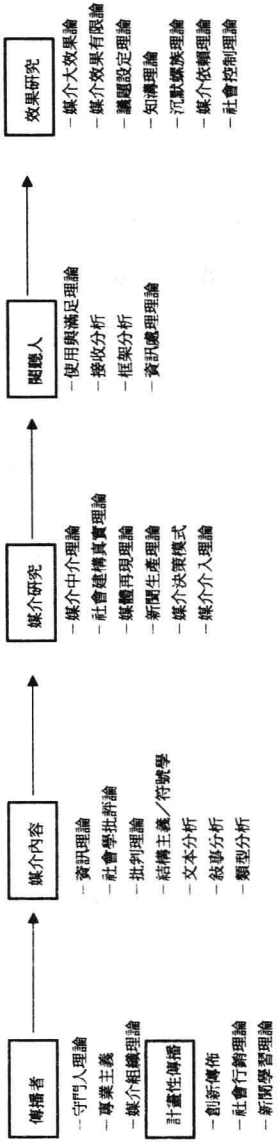 傳播者
－守門人理論
－專業主義
－媒介組織理論
計畫性傳播
－創新傳佈
－社會行銷理論
－新聞學習理論
媒介內容
－資訊理論
－社會學批評論
－批判理論
－結構主義／符號學
－文本分析
－敍事分析
－類型分析
媒介研究
－媒介中介理論
－社會建構真實理論
－媒體再現理論
－新聞生產理論
－媒介決策模式
－媒介介入理論
閱聽人
－使用與滿足理論
－接收分析
－框架分析
－資訊處理理論
效果研究
－媒介大效果論
－媒介效果有限論
－議題設定理論
－知溝理論
－沉默螺旋理論
－媒介依賴理論
－社會控制理論